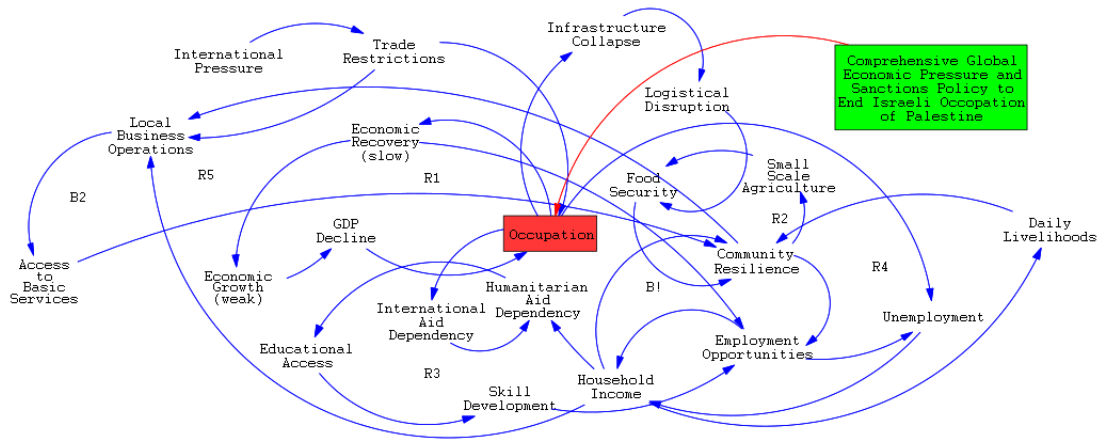 International
Pressure
Trade
Restrictions
Infrastructure
Collapse
Logistical
Disruption
Comprehensive Global
Economic Pressure and
Sanctions Policy to
End Israeli Occopation
of Palestine
Local
Business
Operations
Economic
Recovery
(slow)
B2
R5
R1
Food
Security
Small
Scale
Agriculture
R2
GDP
Decline
Occupation
Daily
Livelihoods
Access
to
Basic
Services
Economic
Growth
(weak)
Community
Resilience
R4
B!
International
Aid
Dependency
Humanitarian
Aid
Dependency
Unemployment
Educational
Access
Employment
Opportunities
R3
Skill
Development
Household
Income